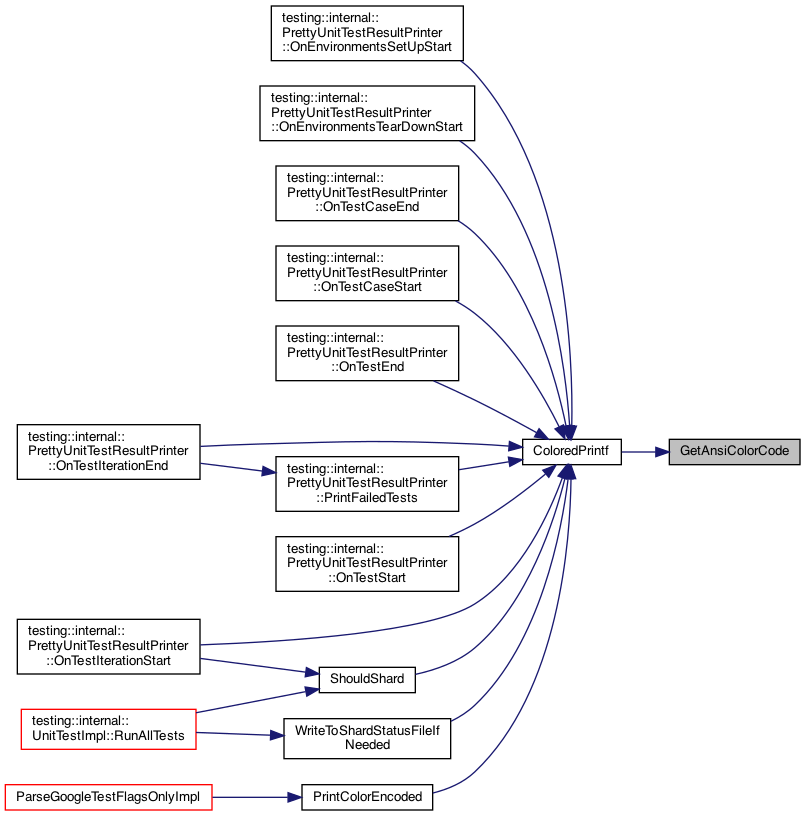 testing::internal::
PrettyUnitTestResultPrinter
::OnEnvironmentsSetUpStart
testing::internal::
PrettyUnitTestResultPrinter
::OnEnvironmentsTearDownStart
testing::internal::
PrettyUnitTestResultPrinter
::OnTestCaseEnd
testing::internal::
PrettyUnitTestResultPrinter
::OnTestCaseStart
testing::internal::
PrettyUnitTestResultPrinter
::OnTestEnd
testing::internal::
PrettyUnitTestResultPrinter
::OnTestIterationEnd
testing::internal::
PrettyUnitTestResultPrinter
::PrintFailedTests
ColoredPrintf
GetAnsiColorCode
testing::internal::
PrettyUnitTestResultPrinter
::OnTestStart
testing::internal::
PrettyUnitTestResultPrinter
::OnTestIterationStart
ShouldShard
testing::internal::
UnitTestImpl::RunAllTests
WriteToShardStatusFileIf
Needed
ParseGoogleTestFlagsOnlyImpl
PrintColorEncoded